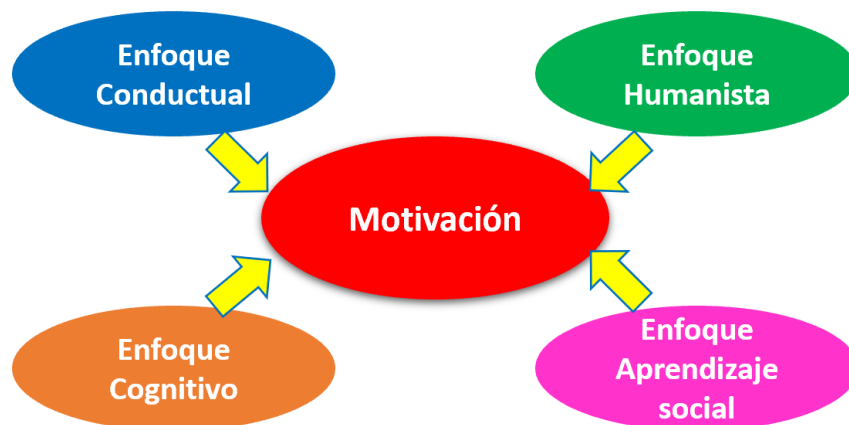 Enfoque
Conductual
Enfoque
Humanista
Motivación
Enfoque
Cognitivo
Enfoque
Aprendizaje
social